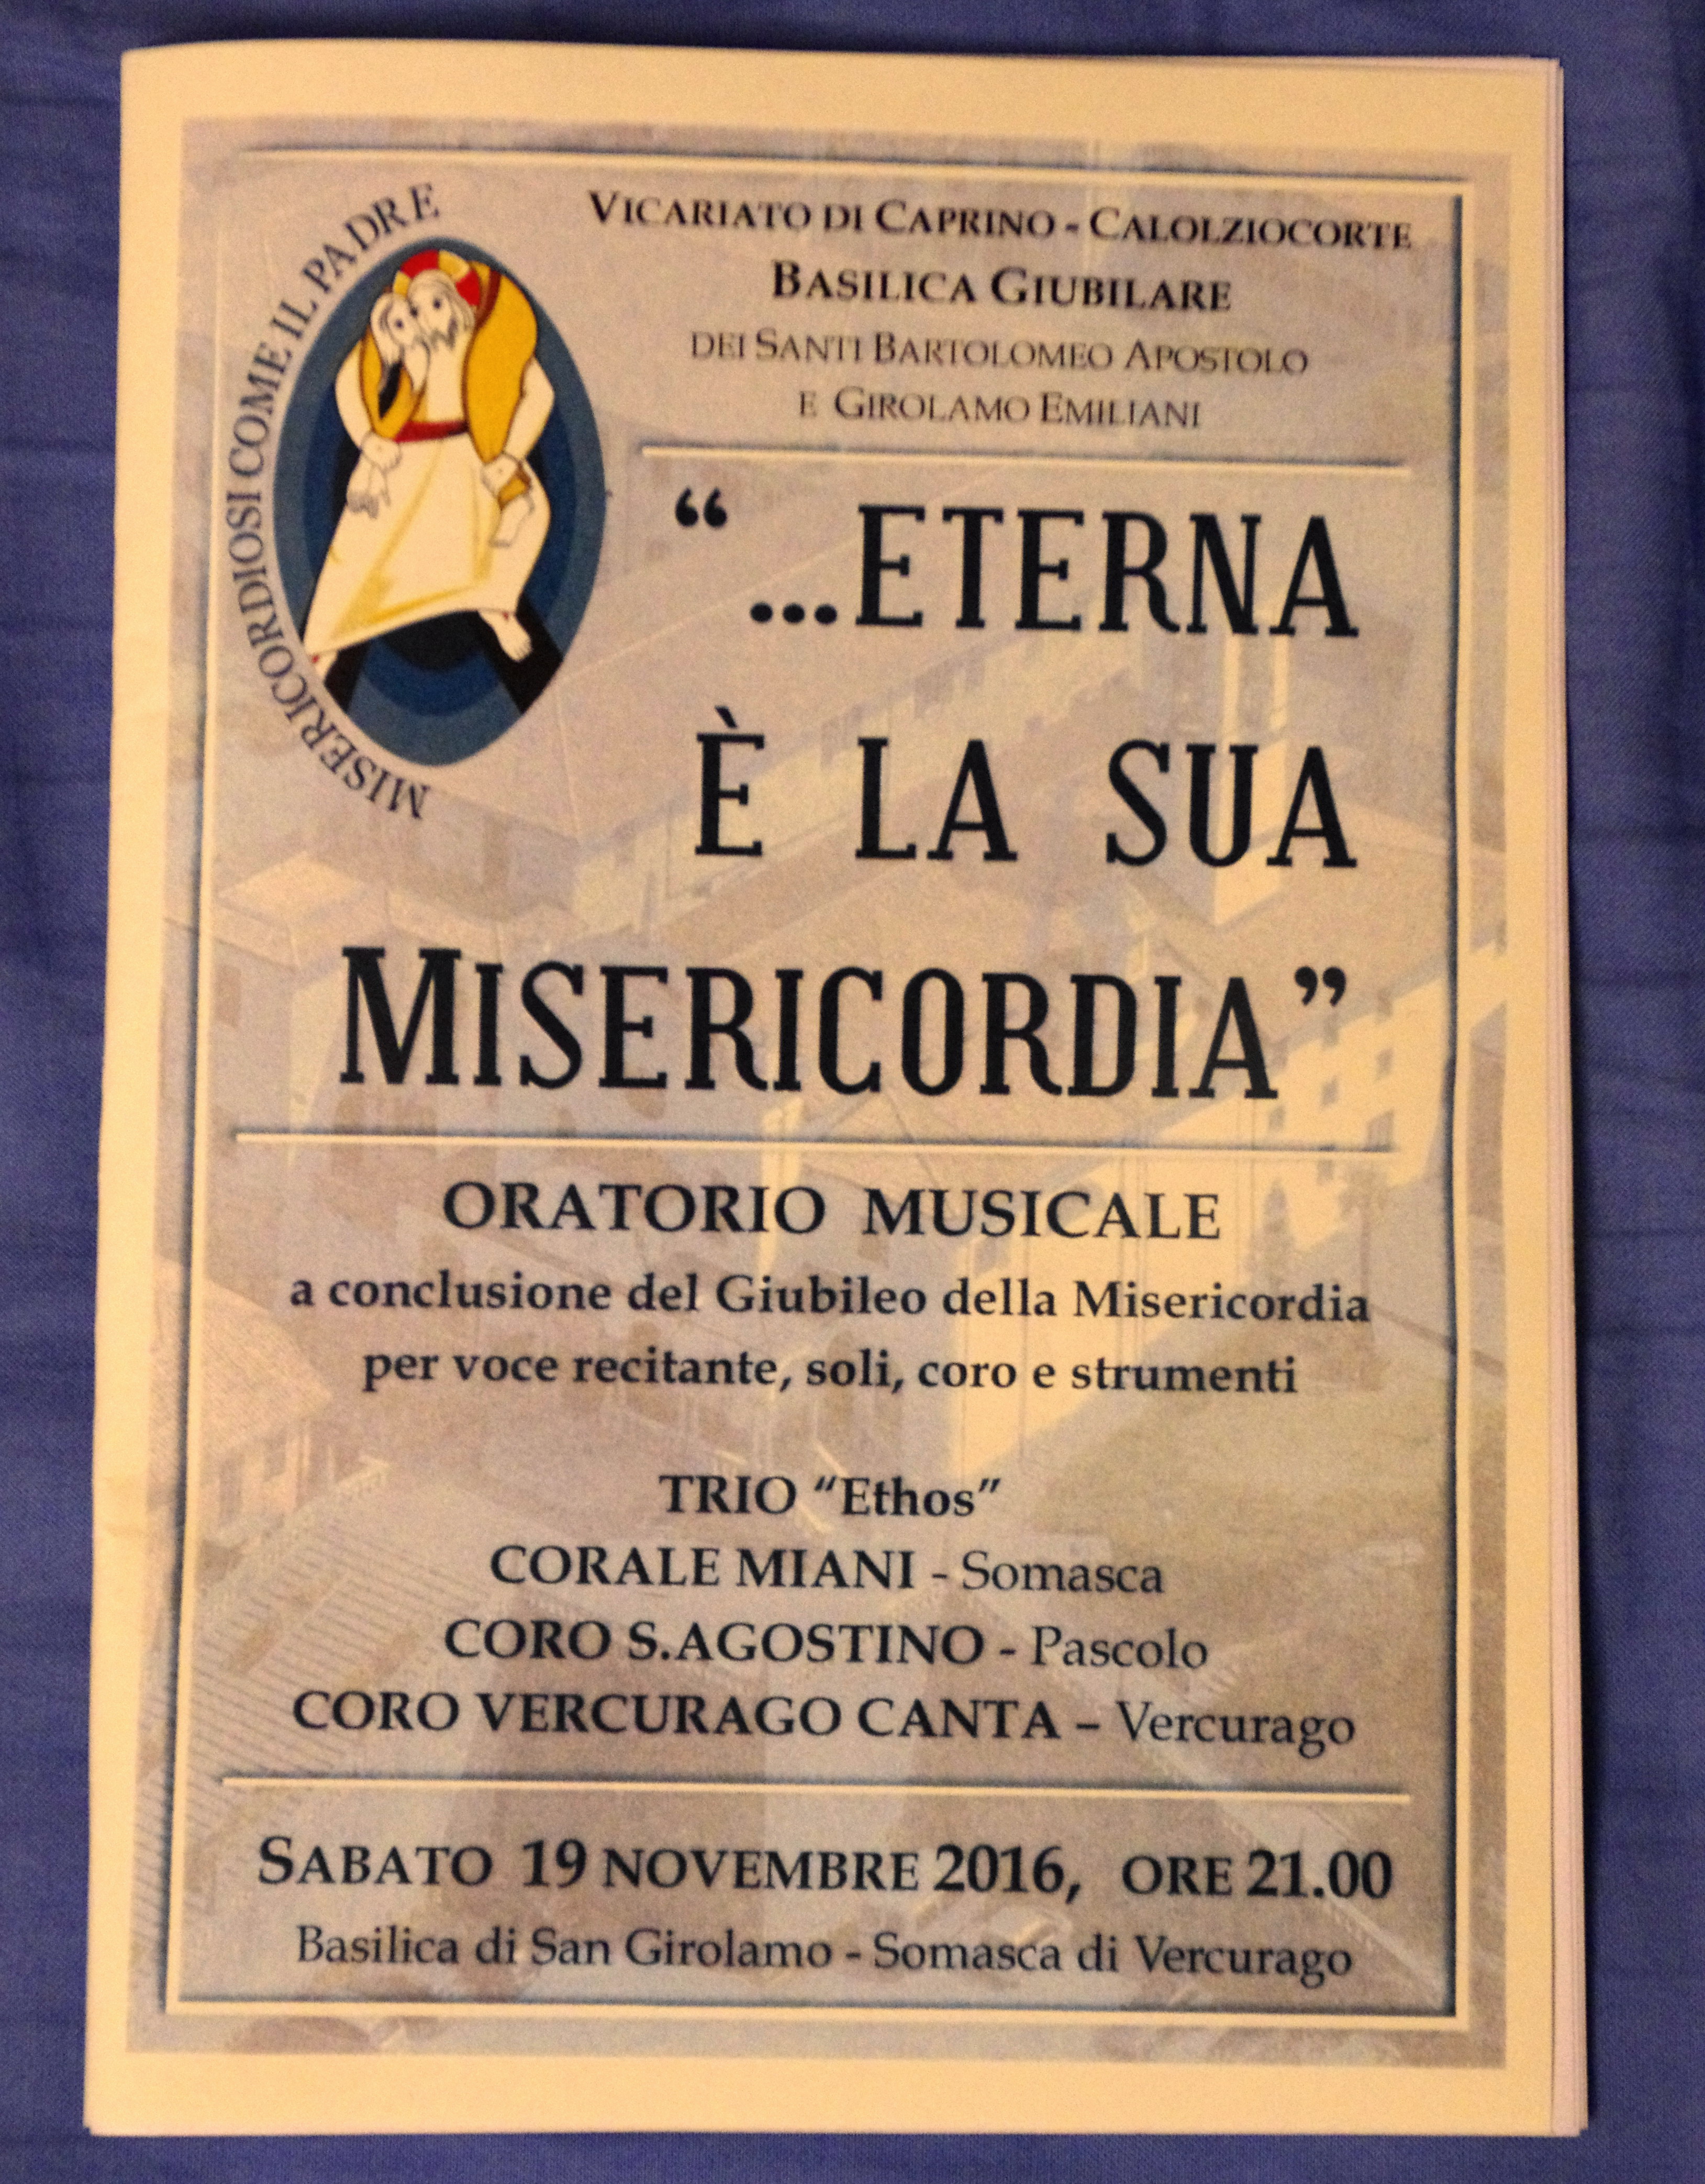 MISERICORDIOSI COME IL PADRE
VICARIATO DI CAPRINO - CALOLZIOCORTE
BASILICA GIUBILARE
DEI SANTI BARTOLOMEO APOSTOLO
E GIROLAMO EMILIANI
“ ...ETERNA
È LA SUA
MISERICORDIA”
ORATORIO MUSICALE
a conclusione del Giubileo della Misericordia
per voce recitante, soli, coro e strumenti
TRIO “Ethos”
CORALE MIANI - Somasca
CORO S.AGOSTINO - Pascolo
CORO VERCURAGO CANTA – Vercurago
SABATO 19 NOVEMBRE 2016, ORE 21.00
Basilica di San Girolamo - Somasca di Vercurago